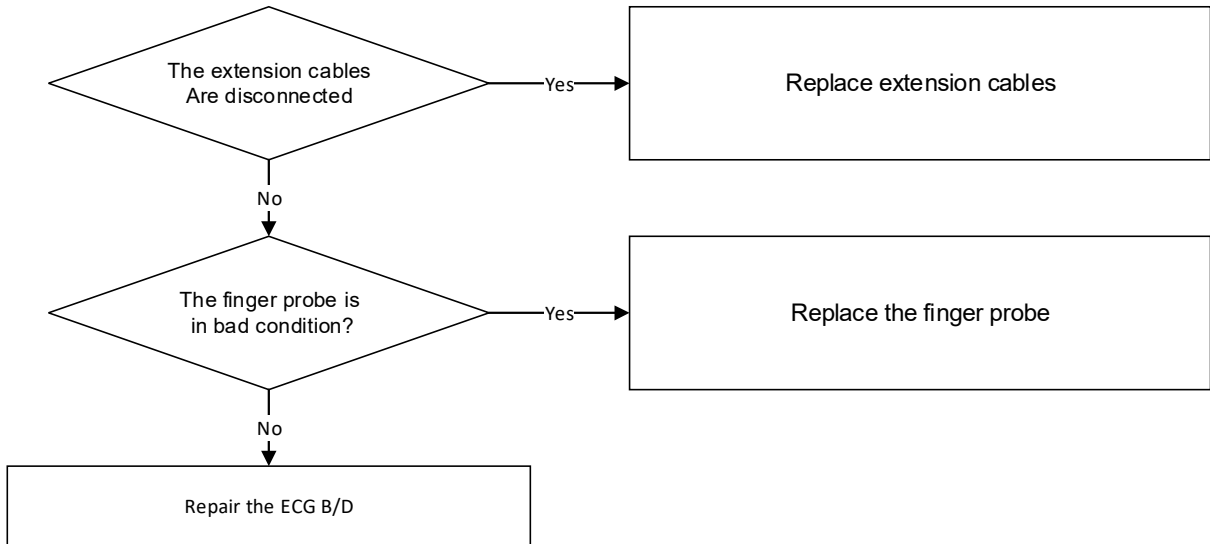 The extension cables
Are disconnected
Yes
Replace extension cables
No
The finger probe is
in bad condition?
Yes
Replace the finger probe
No
Repair the ECG B/D